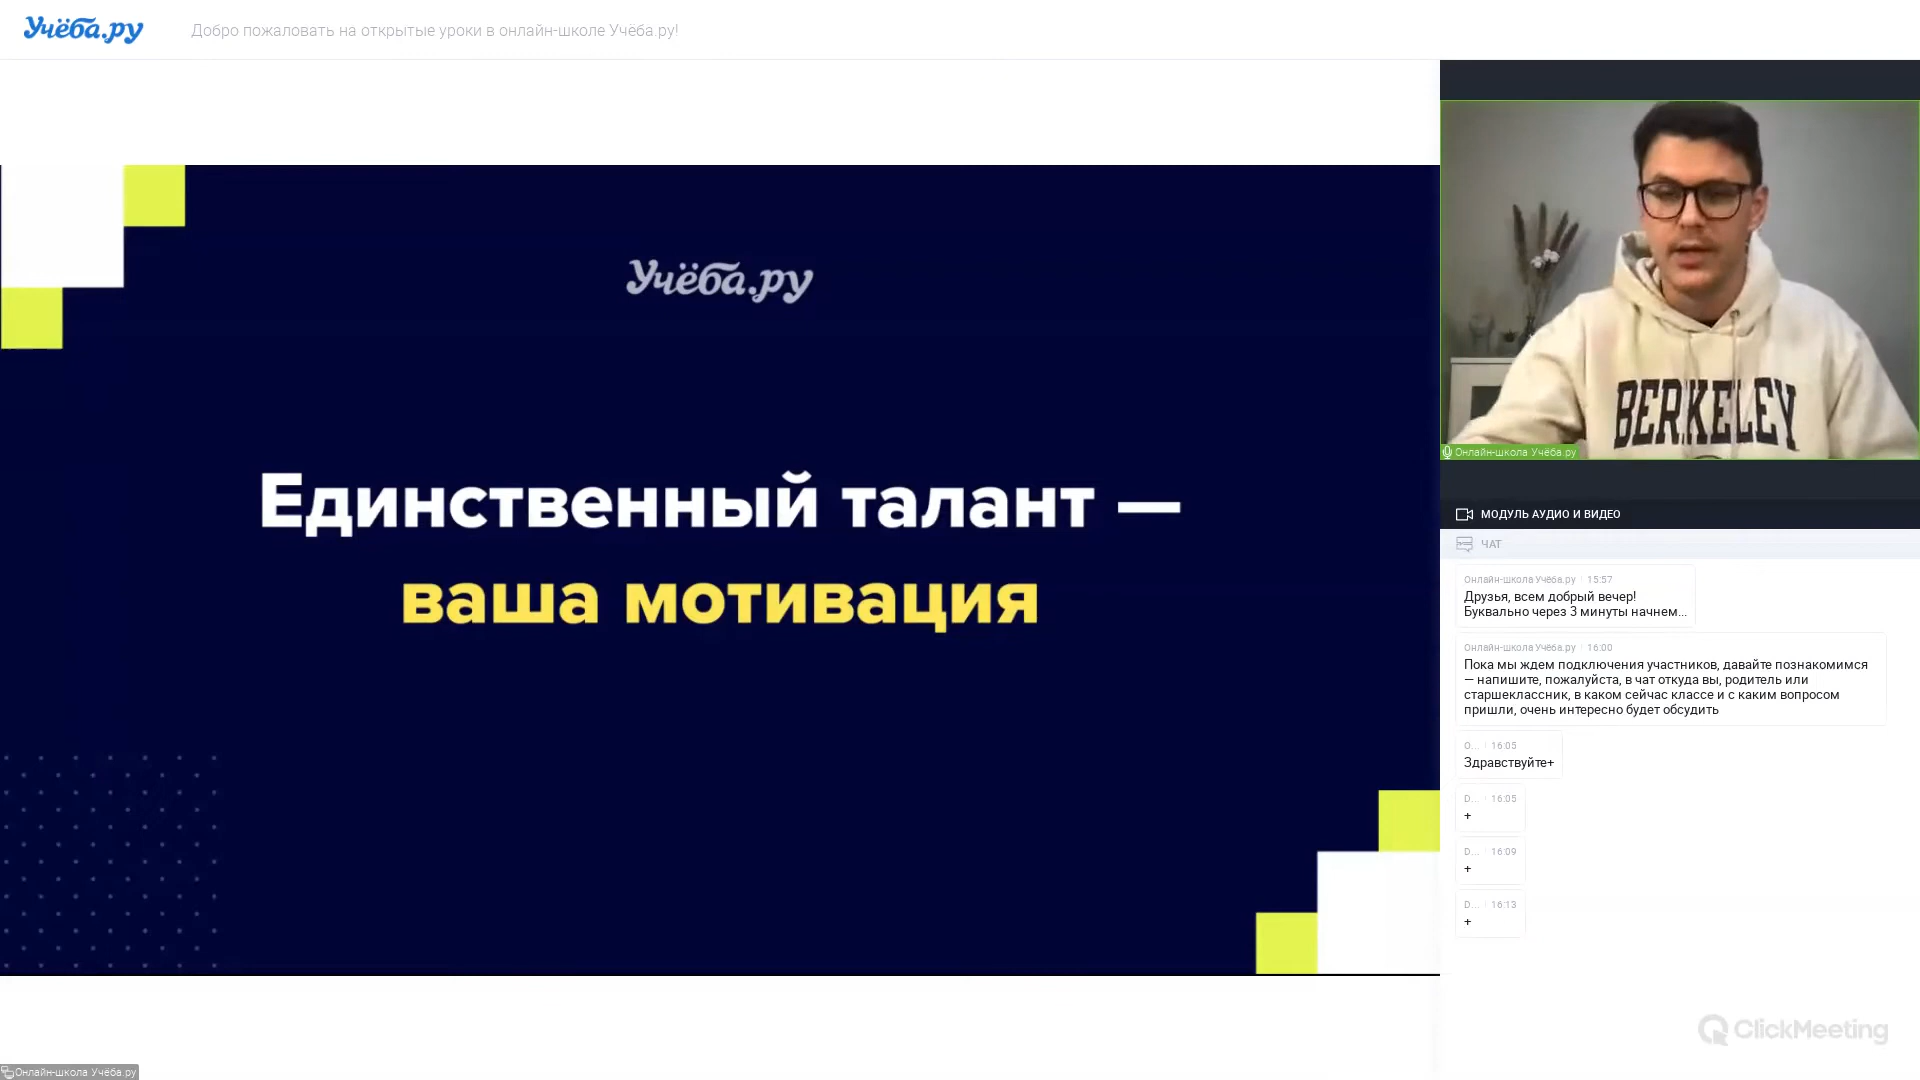 Учёба.ру
Добро пожаловать на открытые уроки в онлайн-школе Учёба.ру!
Учёба.ру
Единственный талант —
ваша мотивация
BERKELEY
Онлайн-школа Учёба.ру
МОДУЛЬ АУДИО И ВИДЕО
ЧАТ
Онлайн-школа Учёба.ру 15:57
Друзья, всем добрый вечер!
Буквально через 3 минуты начнем...
Онлайн-школа Учёба.ру 16:00
Пока мы ждем подключения участников, давайте познакомимся
— напишите, пожалуйста, в чат откуда вы, родитель или
старшеклассник, в каком сейчас классе и с каким вопросом
пришли, очень интересно будет обсудить
О... 16:05
Здравствуйте+
D... 16:05
+
D... 16:09
+
D... 16:13
+
ClickMeeting
Онлайн-школа Учёба.ру